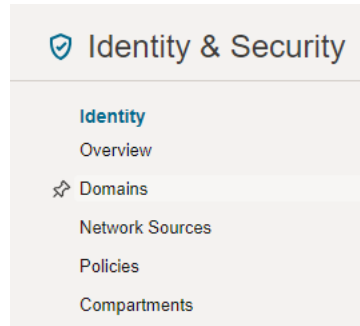 Identity & Security
Identity
Overview
Domains
Network Sources
Policies
Compartments